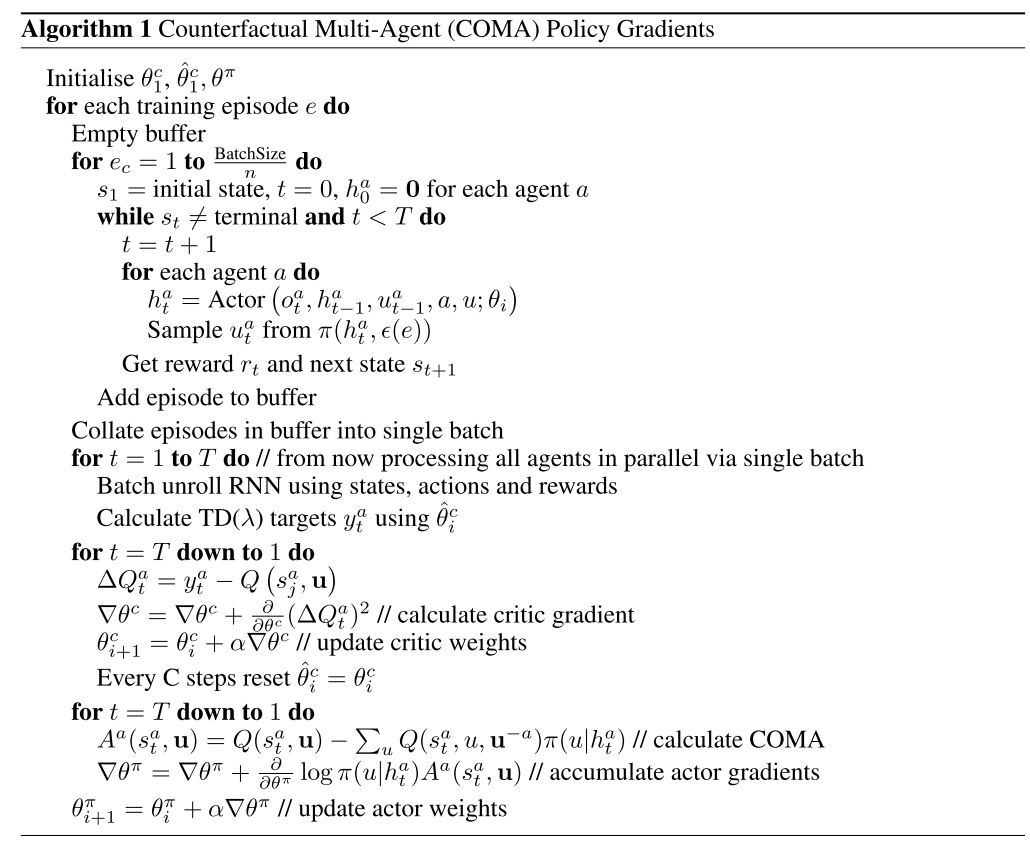 Algorithm 1 Counterfactual Multi-Agent (COMA) Policy Gradients
Initialise $\theta_1^c, \hat{\theta}_1^c, \theta^\pi$
for each training episode $e$ do
Empty buffer
for $e_c = 1$ to $\frac{\text{BatchSize}}{n}$ do
$s_1$ = initial state, $t = 0$, $h_0^a = \mathbf{0}$ for each agent $a$
while $s_t \neq$ terminal and $t < T$ do
$t = t + 1$
for each agent $a$ do
$h_t^a = \text{Actor}\left(o_t^a, h_{t-1}^a, u_{t-1}^a, a, u; \theta_i\right)$
Sample $u_t^a$ from $\pi(h_t^a, \epsilon(e))$
Get reward $r_t$ and next state $s_{t+1}$
Add episode to buffer
Collate episodes in buffer into single batch
for $t = 1$ to $T$ do // from now processing all agents in parallel via single batch
Batch unroll RNN using states, actions and rewards
Calculate TD($\lambda$) targets $y_t^a$ using $\hat{\theta}_i^c$
for $t = T$ down to $1$ do
$\Delta Q_t^a = y_t^a - Q\left(s_j^a, \mathbf{u}\right)$
$\nabla\theta^c = \nabla\theta^c + \frac{\partial}{\partial\theta^c}(\Delta Q_t^a)^2$ // calculate critic gradient
$\theta_{i+1}^c = \theta_i^c + \alpha\nabla\theta^c$ // update critic weights
Every C steps reset $\hat{\theta}_i^c = \theta_i^c$
for $t = T$ down to $1$ do
$A^a(s_t^a, \mathbf{u}) = Q(s_t^a, \mathbf{u}) - \sum_u Q(s_t^a, u, \mathbf{u}^{-a})\pi(u|h_t^a)$ // calculate COMA
$\nabla\theta^\pi = \nabla\theta^\pi + \frac{\partial}{\partial\theta^\pi} \log \pi(u|h_t^a) A^a(s_t^a, \mathbf{u})$ // accumulate actor gradients
$\theta_{i+1}^\pi = \theta_i^\pi + \alpha\nabla\theta^\pi$ // update actor weights